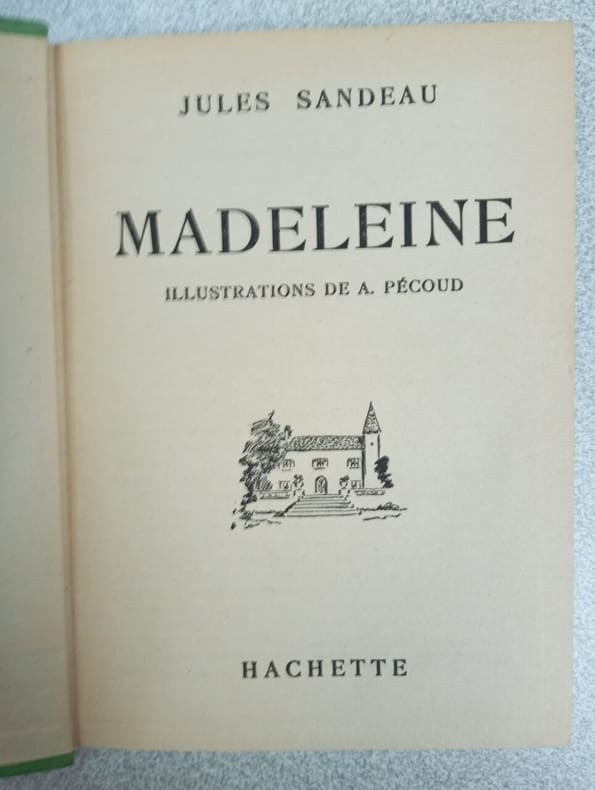 JULES SANDEAU
MADELEINE
ILLUSTRATIONS DE A. PÉCOUD
HACHETTE